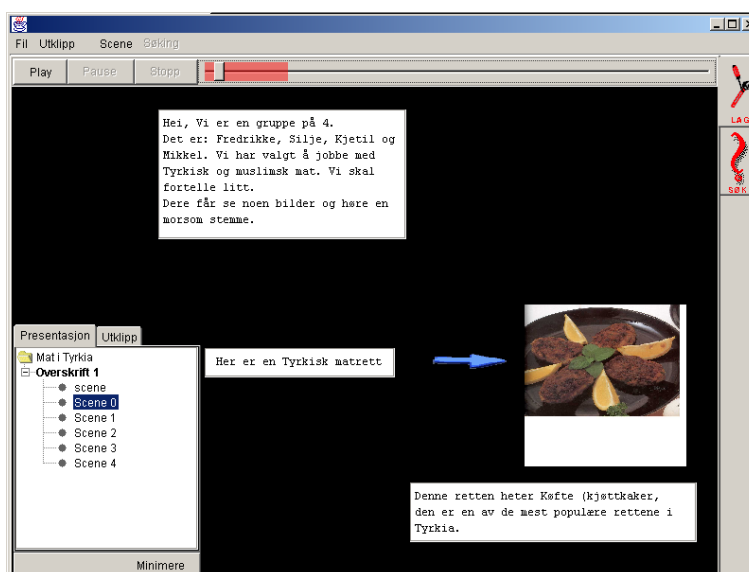 Fil Utklipp Scene Søking
Play Pause Stopp
LAG
SØK
Hei, Vi er en gruppe på 4.
Det er: Fredrikke, Silje, Kjetil og
Mikkel. Vi har valgt å jobbe med
Tyrkisk og muslimsk mat. Vi skal
fortelle litt.
Dere får se noen bilder og høre en
morsom stemme.
Presentasjon Utklipp
Mat i Tyrkia
Overskrift 1
scene
Scene 0
Scene 1
Scene 2
Scene 3
Scene 4
Minimere
Her er en Tyrkisk matrett
Denne retten heter Køfte (kjøttkaker,
den er en av de mest populære rettene i
Tyrkia.